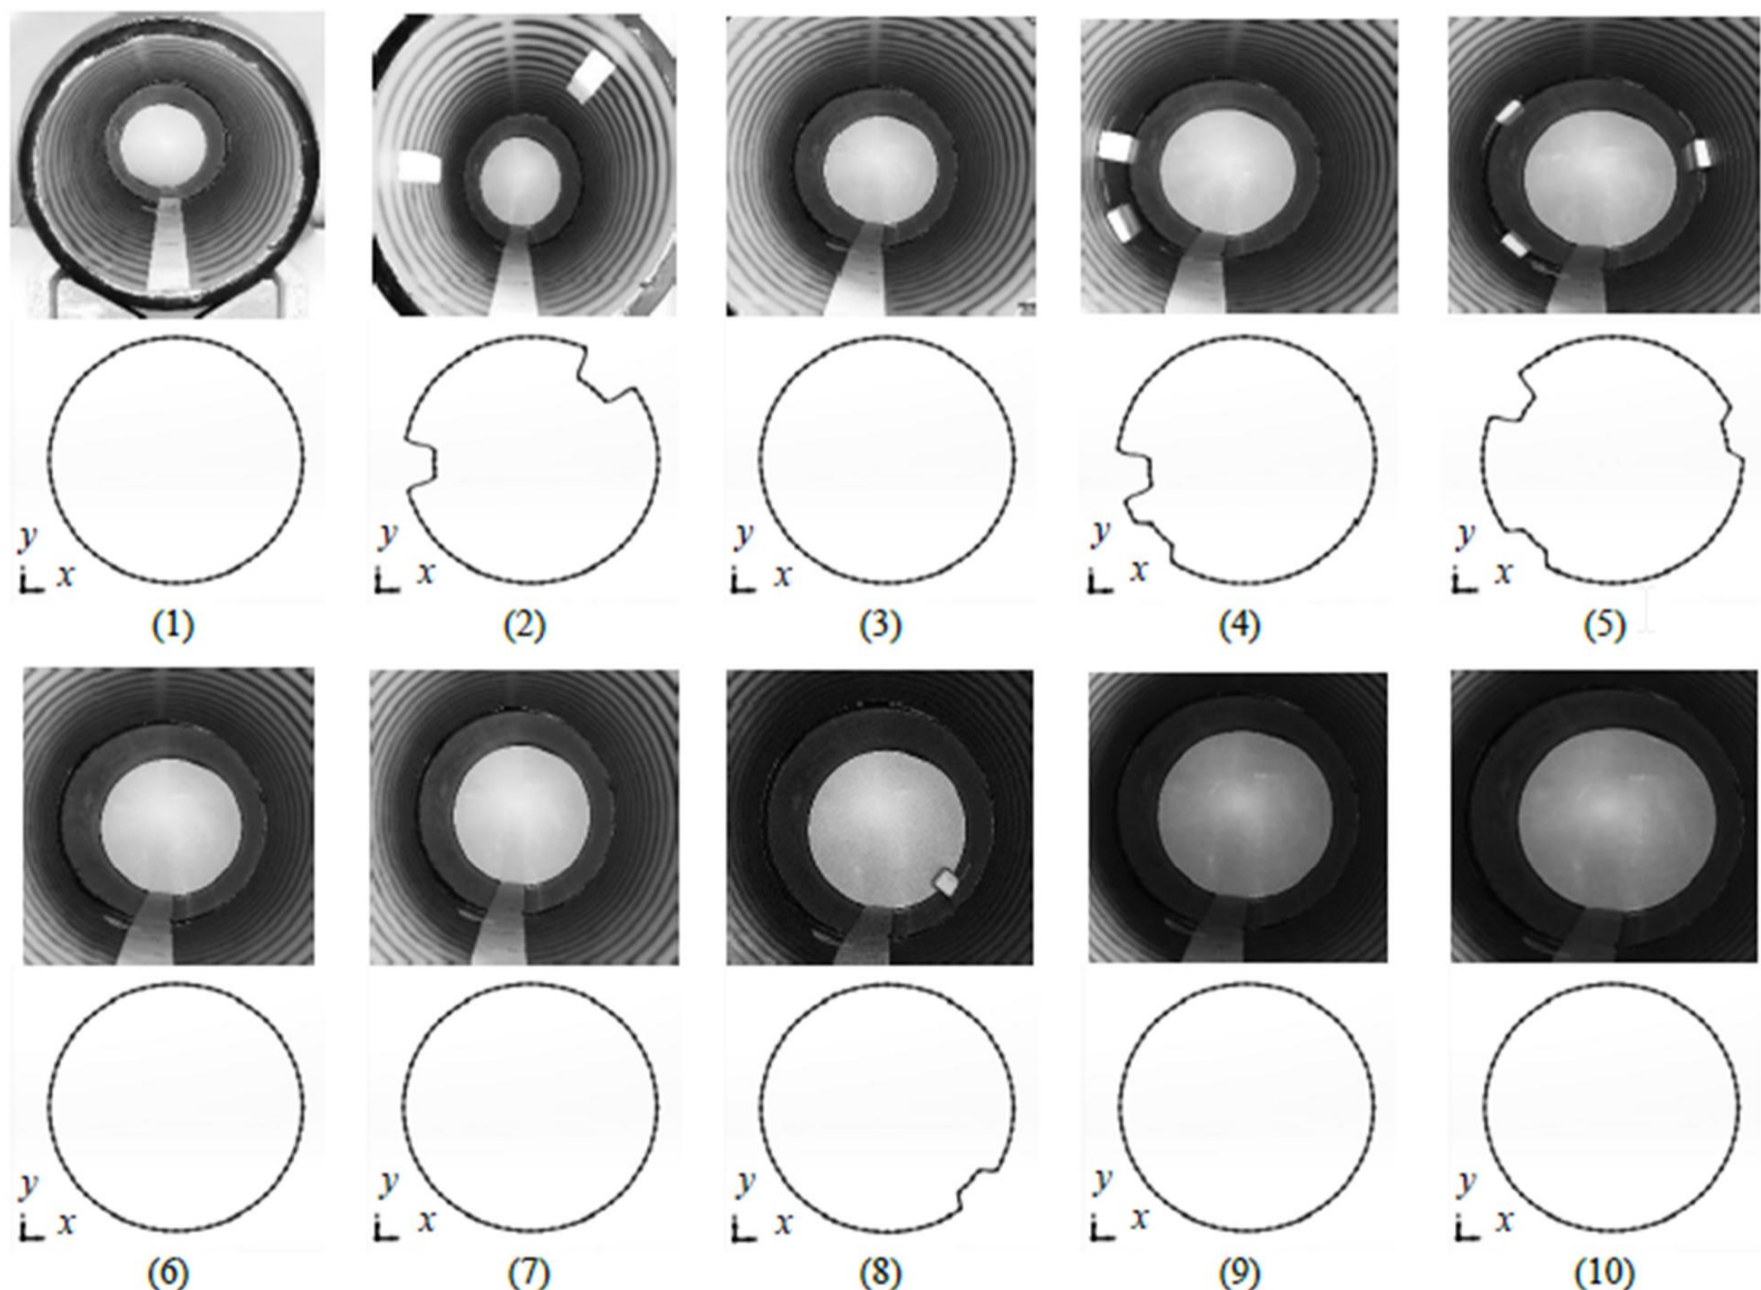 y x y x y x y x y x
(1) (2) (3) (4) (5)
y x y x y x y x y x
(6) (7) (8) (9) (10)